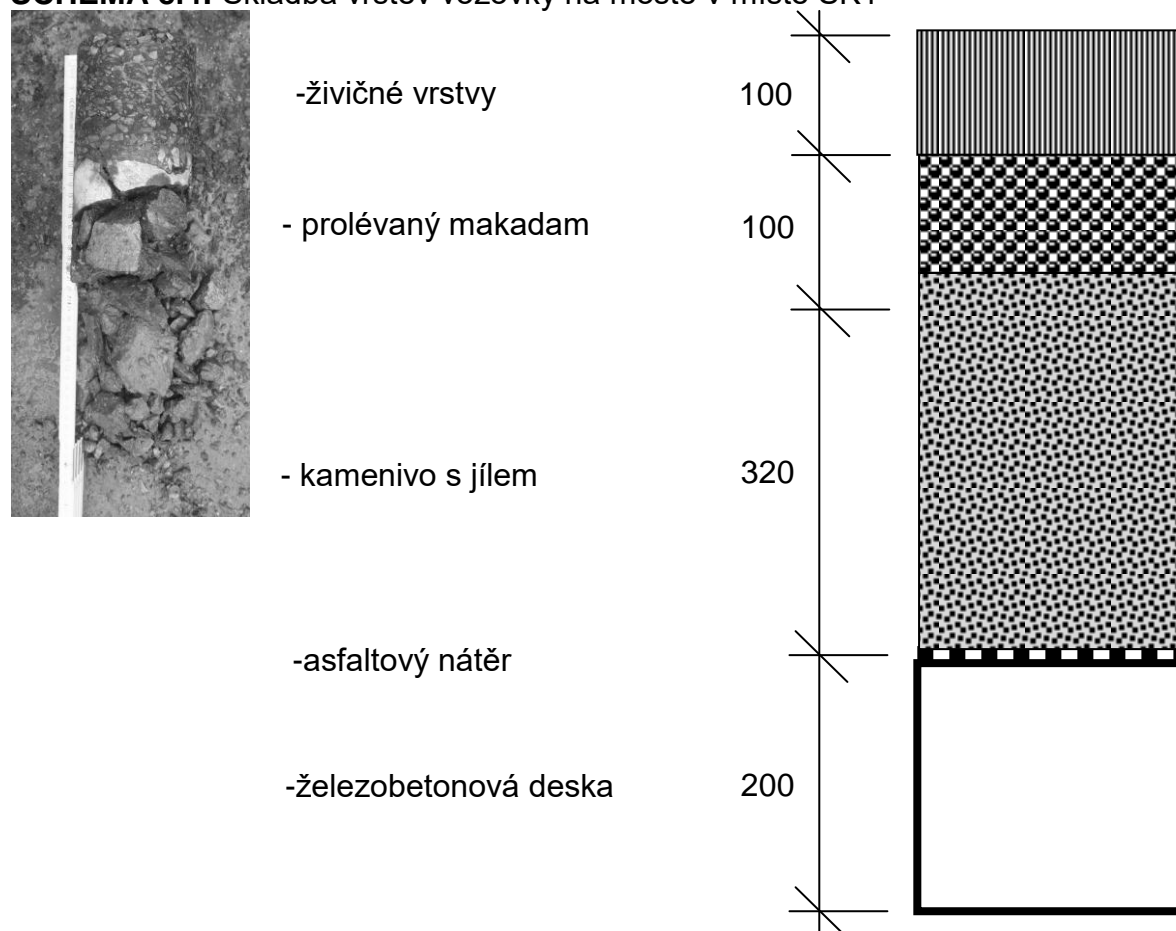 -živičné vrstvy 100
- prolévaný makadam 100
- kamenivo s jílem 320
-asfaltový nátěr
-železobetonová deska 200